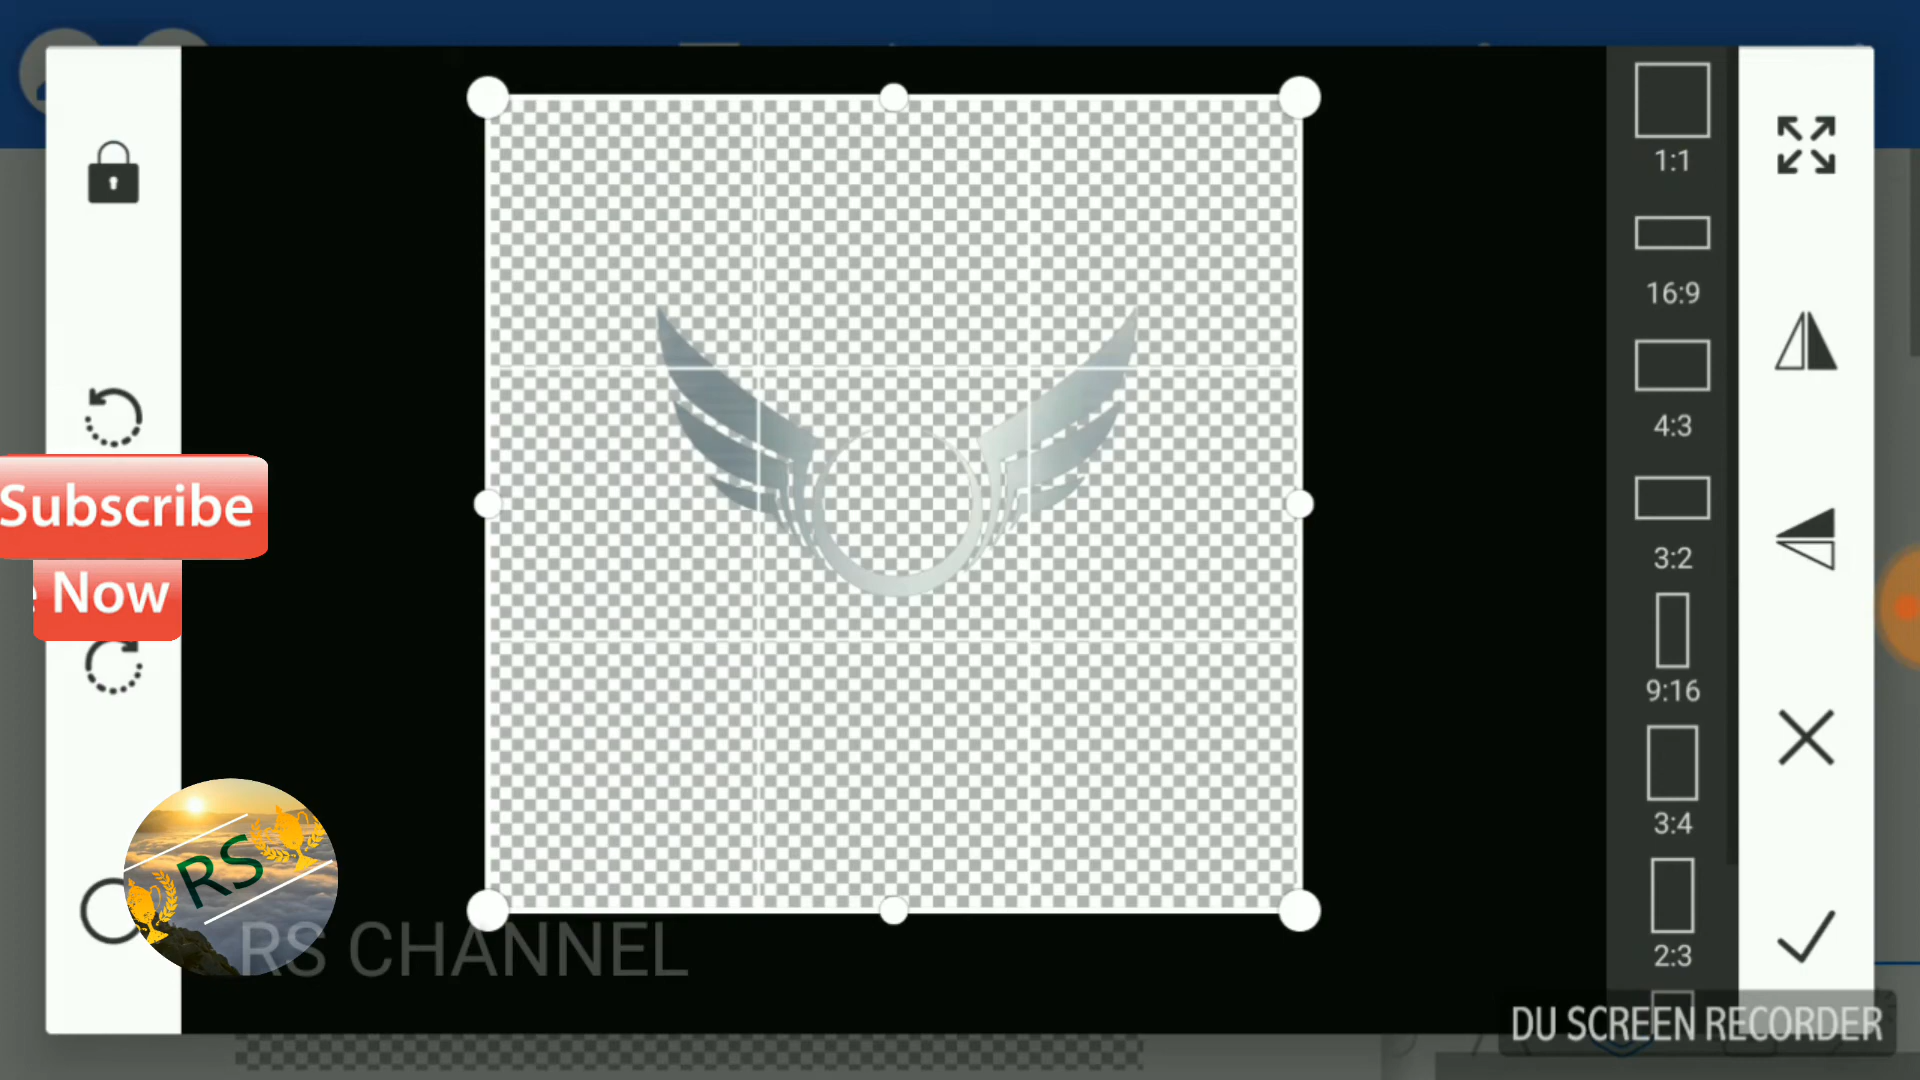 1:1
16:9
4:3
3:2
9:16
3:4
2:3
Subscribe
Now
RS
RS CHANNEL
DU SCREEN RECORDER